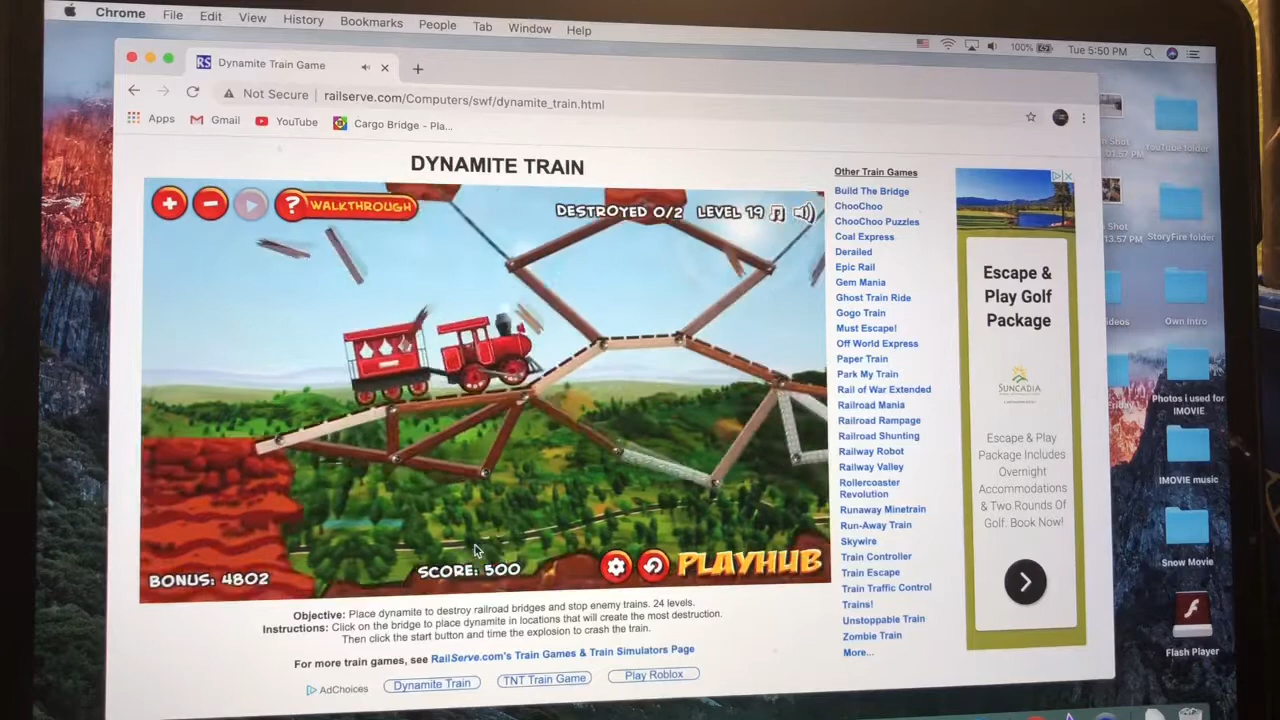 Chrome File Edit View History Bookmarks People Tab Window Help
100% Tue 5:50 PM
RS Dynamite Train Game
Not Secure railserve.com/Computers/swf/dynamite_train.html
Apps Gmail YouTube Cargo Bridge - Pla...
DYNAMITE TRAIN
? WALKTHROUGH
DESTROYED 0/2 LEVEL 19
BONUS: 4802
SCORE: 500
PLAYHUB
Objective: Place dynamite to destroy railroad bridges and stop enemy trains. 24 levels.
Instructions: Click on the bridge to place dynamite in locations that will create the most destruction.
Then click the start button and time the explosion to crash the train.
For more train games, see RailServe.com's Train Games & Train Simulators Page
AdChoices
Dynamite Train
TNT Train Game
Play Roblox
Other Train Games
Build The Bridge
ChooChoo
ChooChoo Puzzles
Coal Express
Derailed
Epic Rail
Gem Mania
Ghost Train Ride
Gogo Train
Must Escape!
Off World Express
Paper Train
Park My Train
Rail of War Extended
Railroad Mania
Railroad Rampage
Railroad Shunting
Railway Robot
Railway Valley
Rollercoaster
Revolution
Runaway Minetrain
Run-Away Train
Skywire
Train Controller
Train Escape
Train Traffic Control
Trains!
Unstoppable Train
Zombie Train
More...
Escape &
Play Golf
Package
SUNCADIA
Escape & Play
Package Includes
Overnight
Accommodations
& Two Rounds Of
Golf. Book Now!
Shot
01.57 PM
YouTube folder
Shot
13.57 PM
StoryFire folder
Own Intro
Friday
Photos i used for
IMOVIE
IMOVIE music
Snow Movie
Flash Player